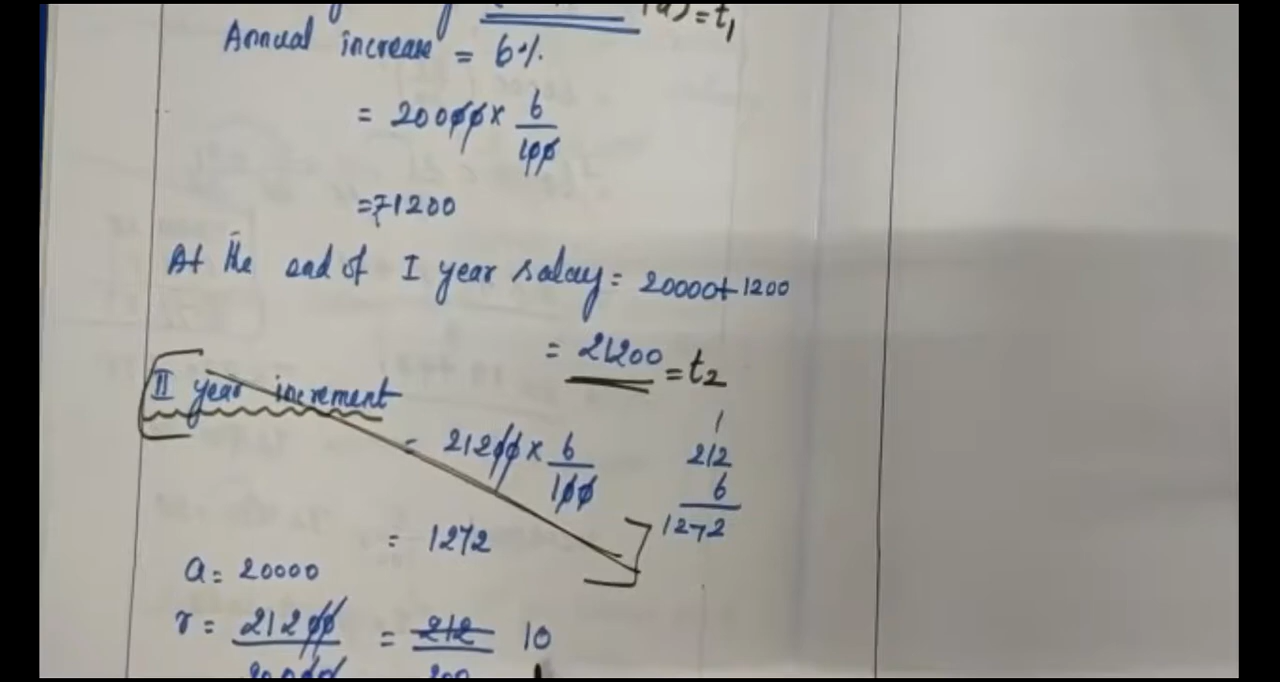 (a) = t₁
Annual increase = 6%
= 20000 × 6/100
= ₹1200
At the end of I year salary = 20000 + 1200
= 21200 = t₂
II year increment
= 21200 × 6/100
212
6
1272
= 1272
a = 20000
r = 21200/20000 = 212/200 10